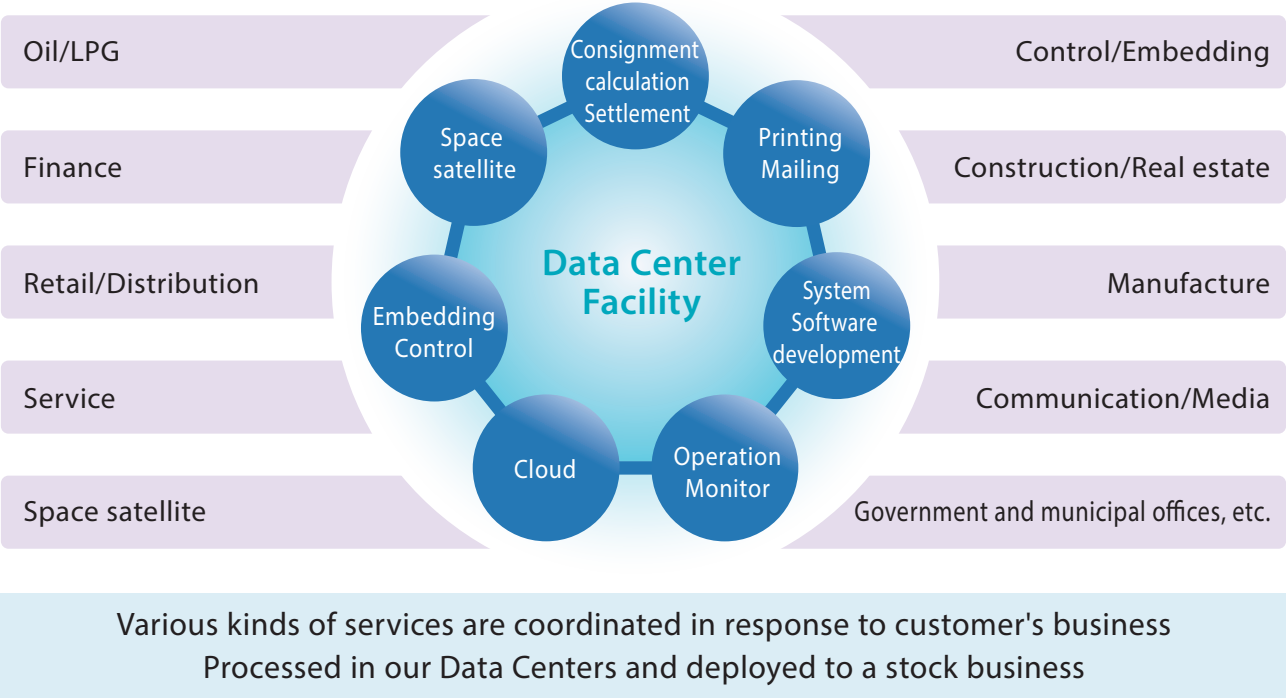 Oil/LPG
Finance
Retail/Distribution
Service
Space satellite
Consignment
calculation
Settlement
Space
satellite
Printing
Mailing
Data Center
Facility
Embedding
Control
System
Software
development
Cloud
Operation
Monitor
Control/Embedding
Construction/Real estate
Manufacture
Communication/Media
Government and municipal offices, etc.
Various kinds of services are coordinated in response to customer's business
Processed in our Data Centers and deployed to a stock business